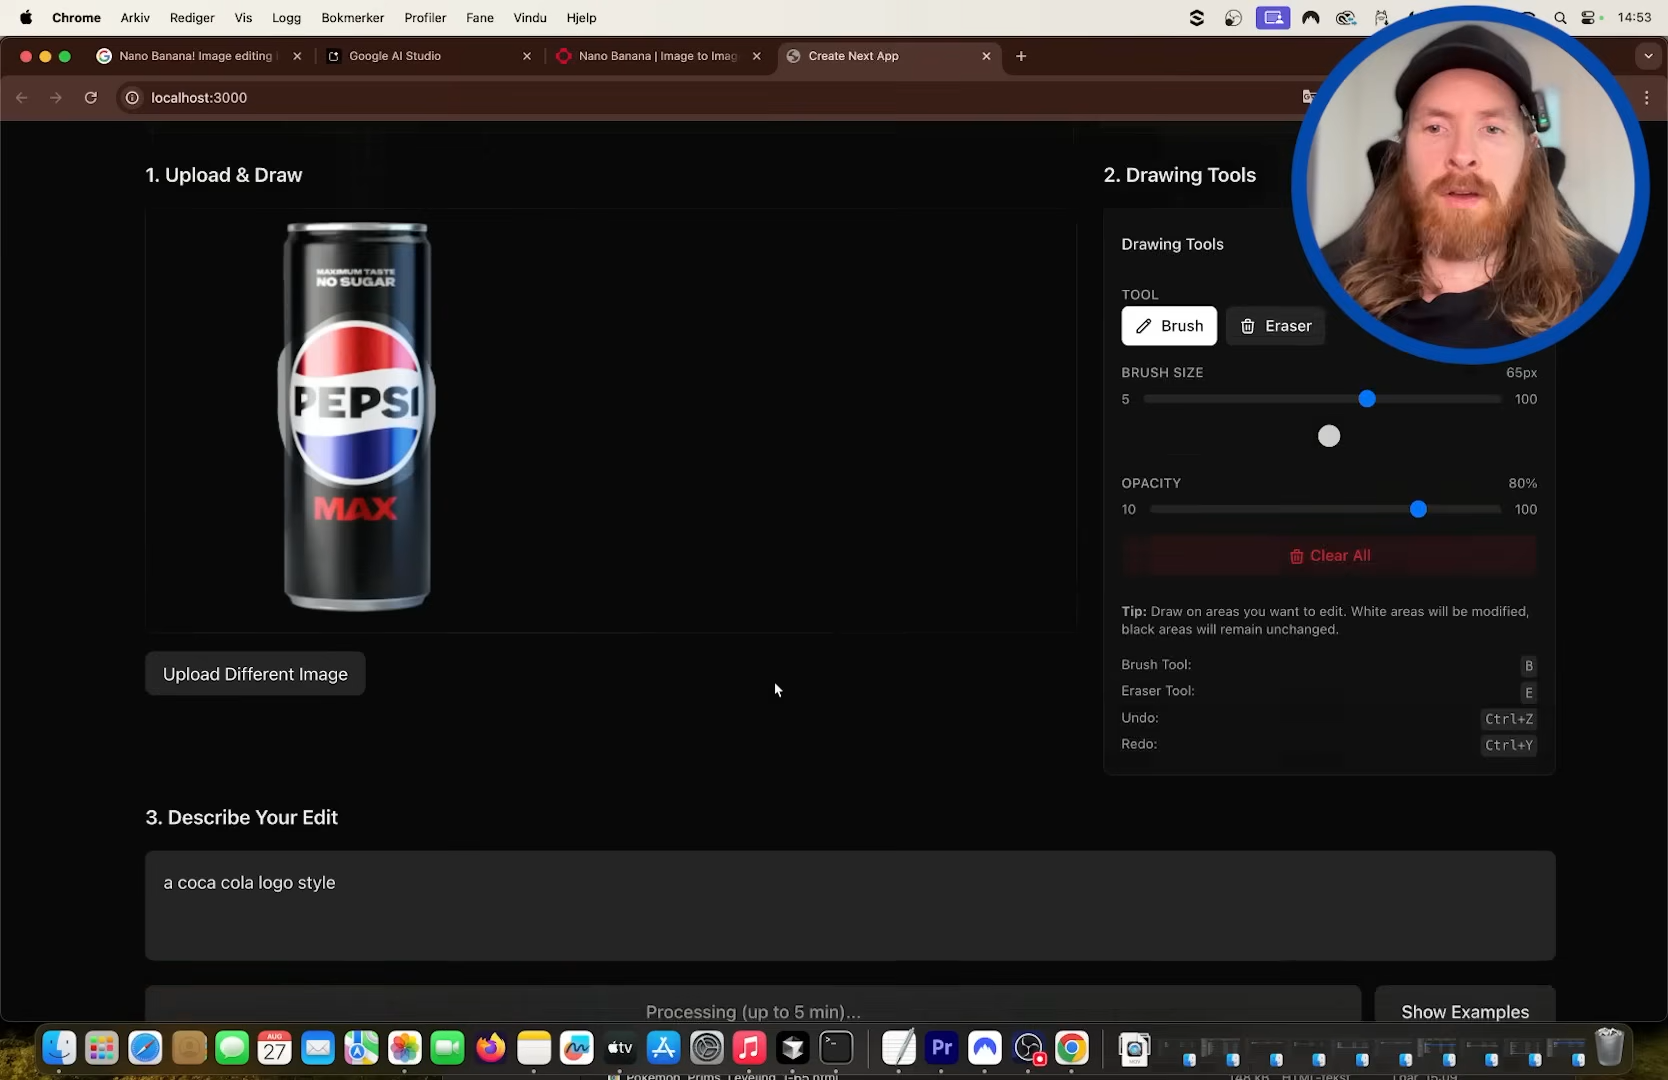 Chrome Arkiv Rediger Vis Logg Bokmerker Profiler Fane Vindu Hjelp 14:53
Nano Banana! Image editing
Google AI Studio
Nano Banana | Image to Imag
Create Next App
localhost:3000
1. Upload & Draw
2. Drawing Tools
MAXIMUM TASTE
NO SUGAR
PEPSI
MAX
Drawing Tools
TOOL
Brush Eraser
BRUSH SIZE 65px
5 100
OPACITY 80%
10 100
Clear All
Tip: Draw on areas you want to edit. White areas will be modified,
black areas will remain unchanged.
Brush Tool: B
Eraser Tool: E
Undo: Ctrl+Z
Redo: Ctrl+Y
Upload Different Image
3. Describe Your Edit
a coca cola logo style
Processing (up to 5 min)...
Show Examples
AUG
27
tv
Pr